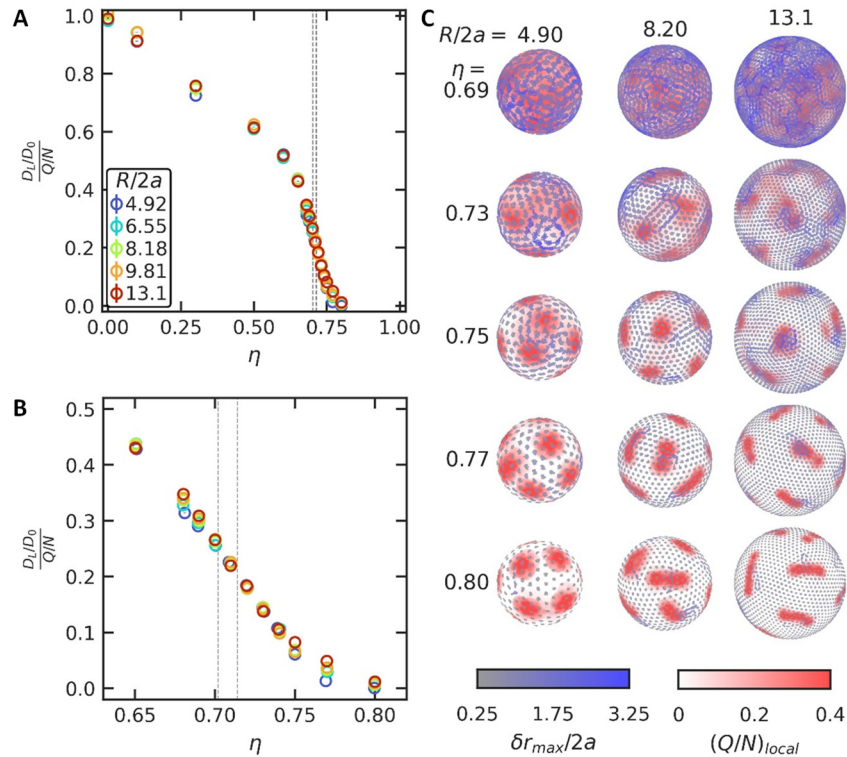 A
1.0
0.8
0.6
0.4
0.2
0.0
D_L/D_0
Q/N
R/2a
4.92
6.55
8.18
9.81
13.1
0.00 0.25 0.50 0.75 1.00
η
B
0.5
0.4
0.3
0.2
0.1
0.0
D_L/D_0
Q/N
0.65 0.70 0.75 0.80
η
C
R/2a = 4.90 8.20 13.1
η =
0.69
0.73
0.75
0.77
0.80
0.25 1.75 3.25
δr_max/2a
0 0.2 0.4
(Q/N)_local